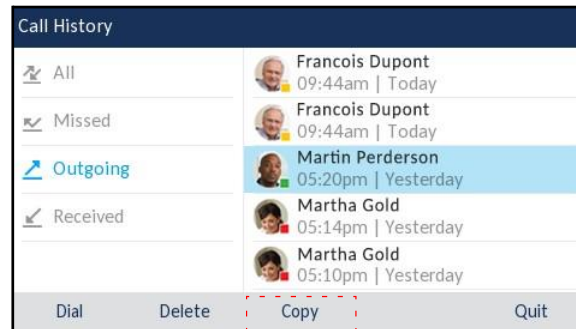 Call History
All
Missed
Outgoing
Received
Francois Dupont
09:44am | Today
Francois Dupont
09:44am | Today
Martin Perderson
05:20pm | Yesterday
Martha Gold
05:14pm | Yesterday
Martha Gold
05:10pm | Yesterday
Dial Delete Copy Quit